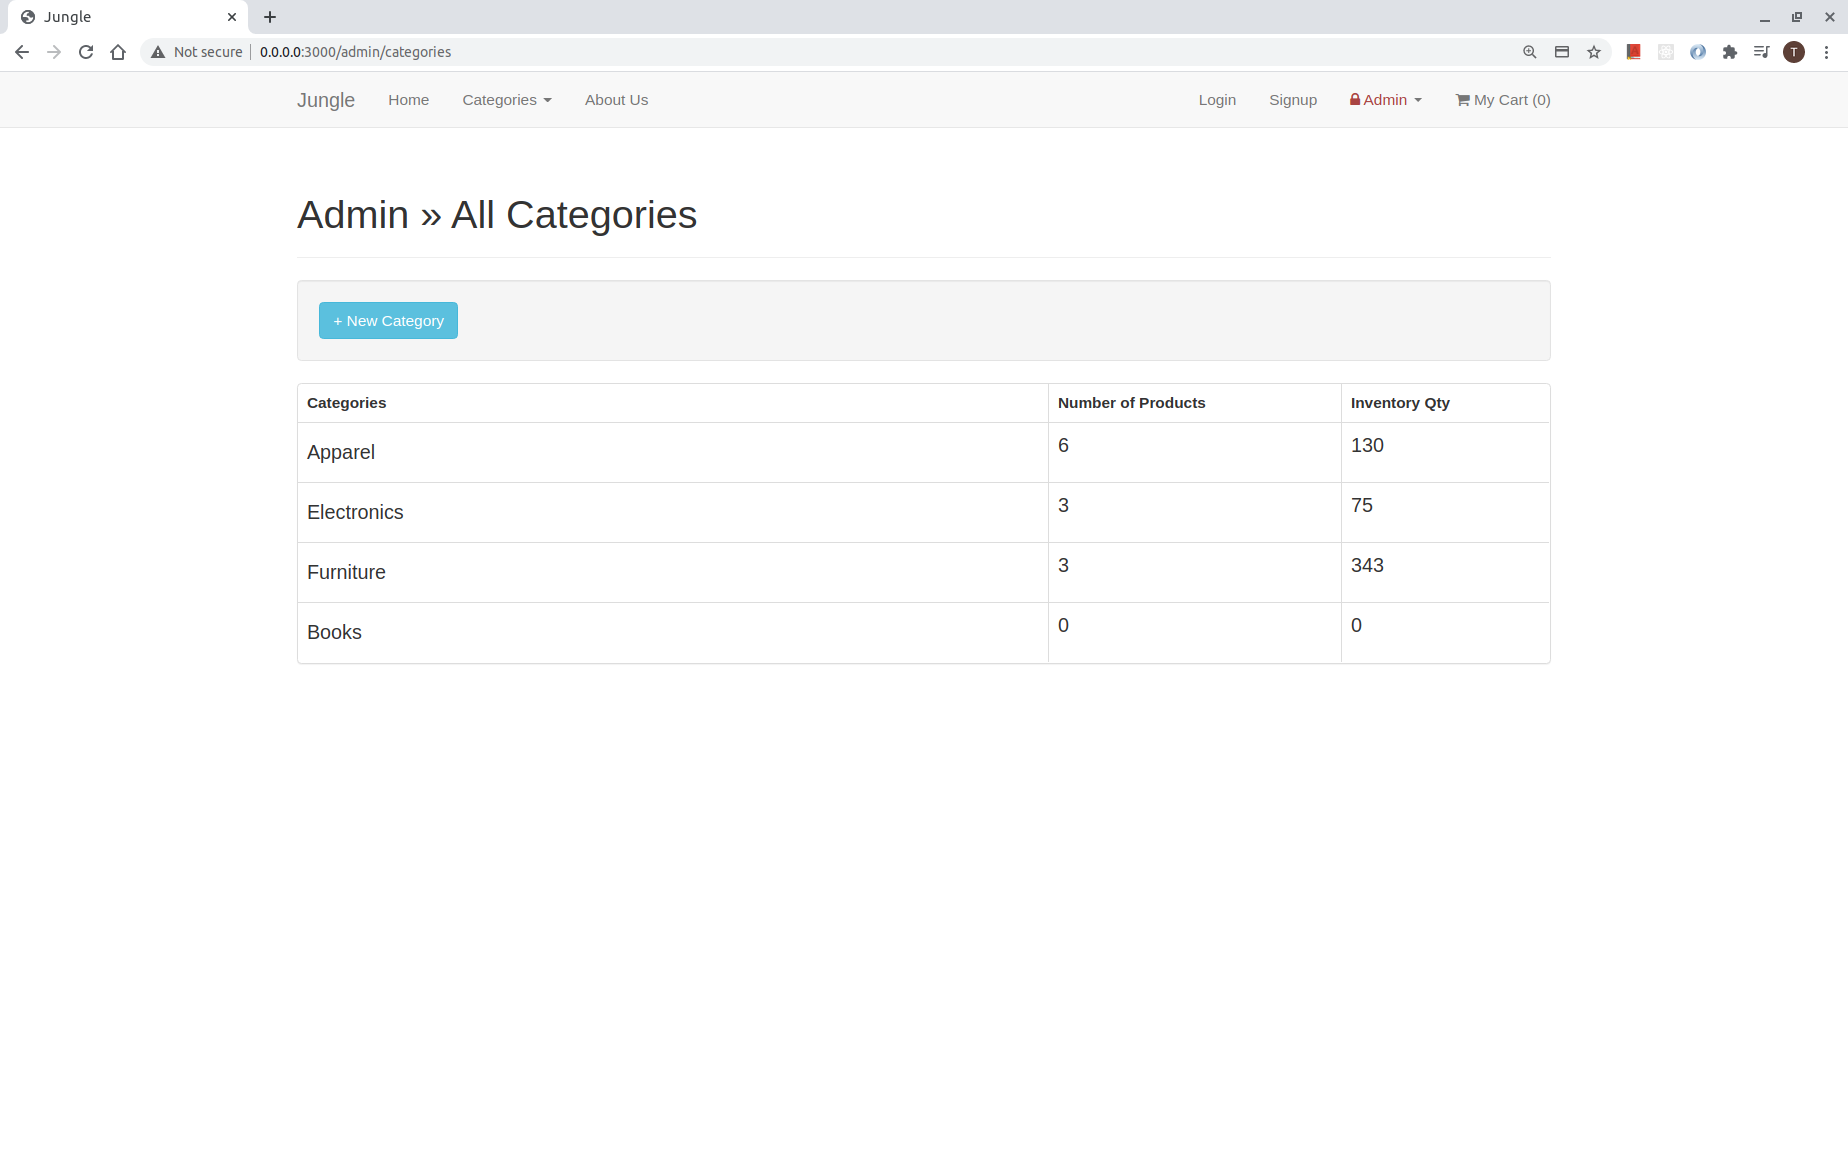 Jungle
Not secure 0.0.0.0:3000/admin/categories
T
Jungle Home Categories About Us Login Signup Admin My Cart (0)
Admin » All Categories
+ New Category
Categories Number of Products Inventory Qty
Apparel 6 130
Electronics 3 75
Furniture 3 343
Books 0 0